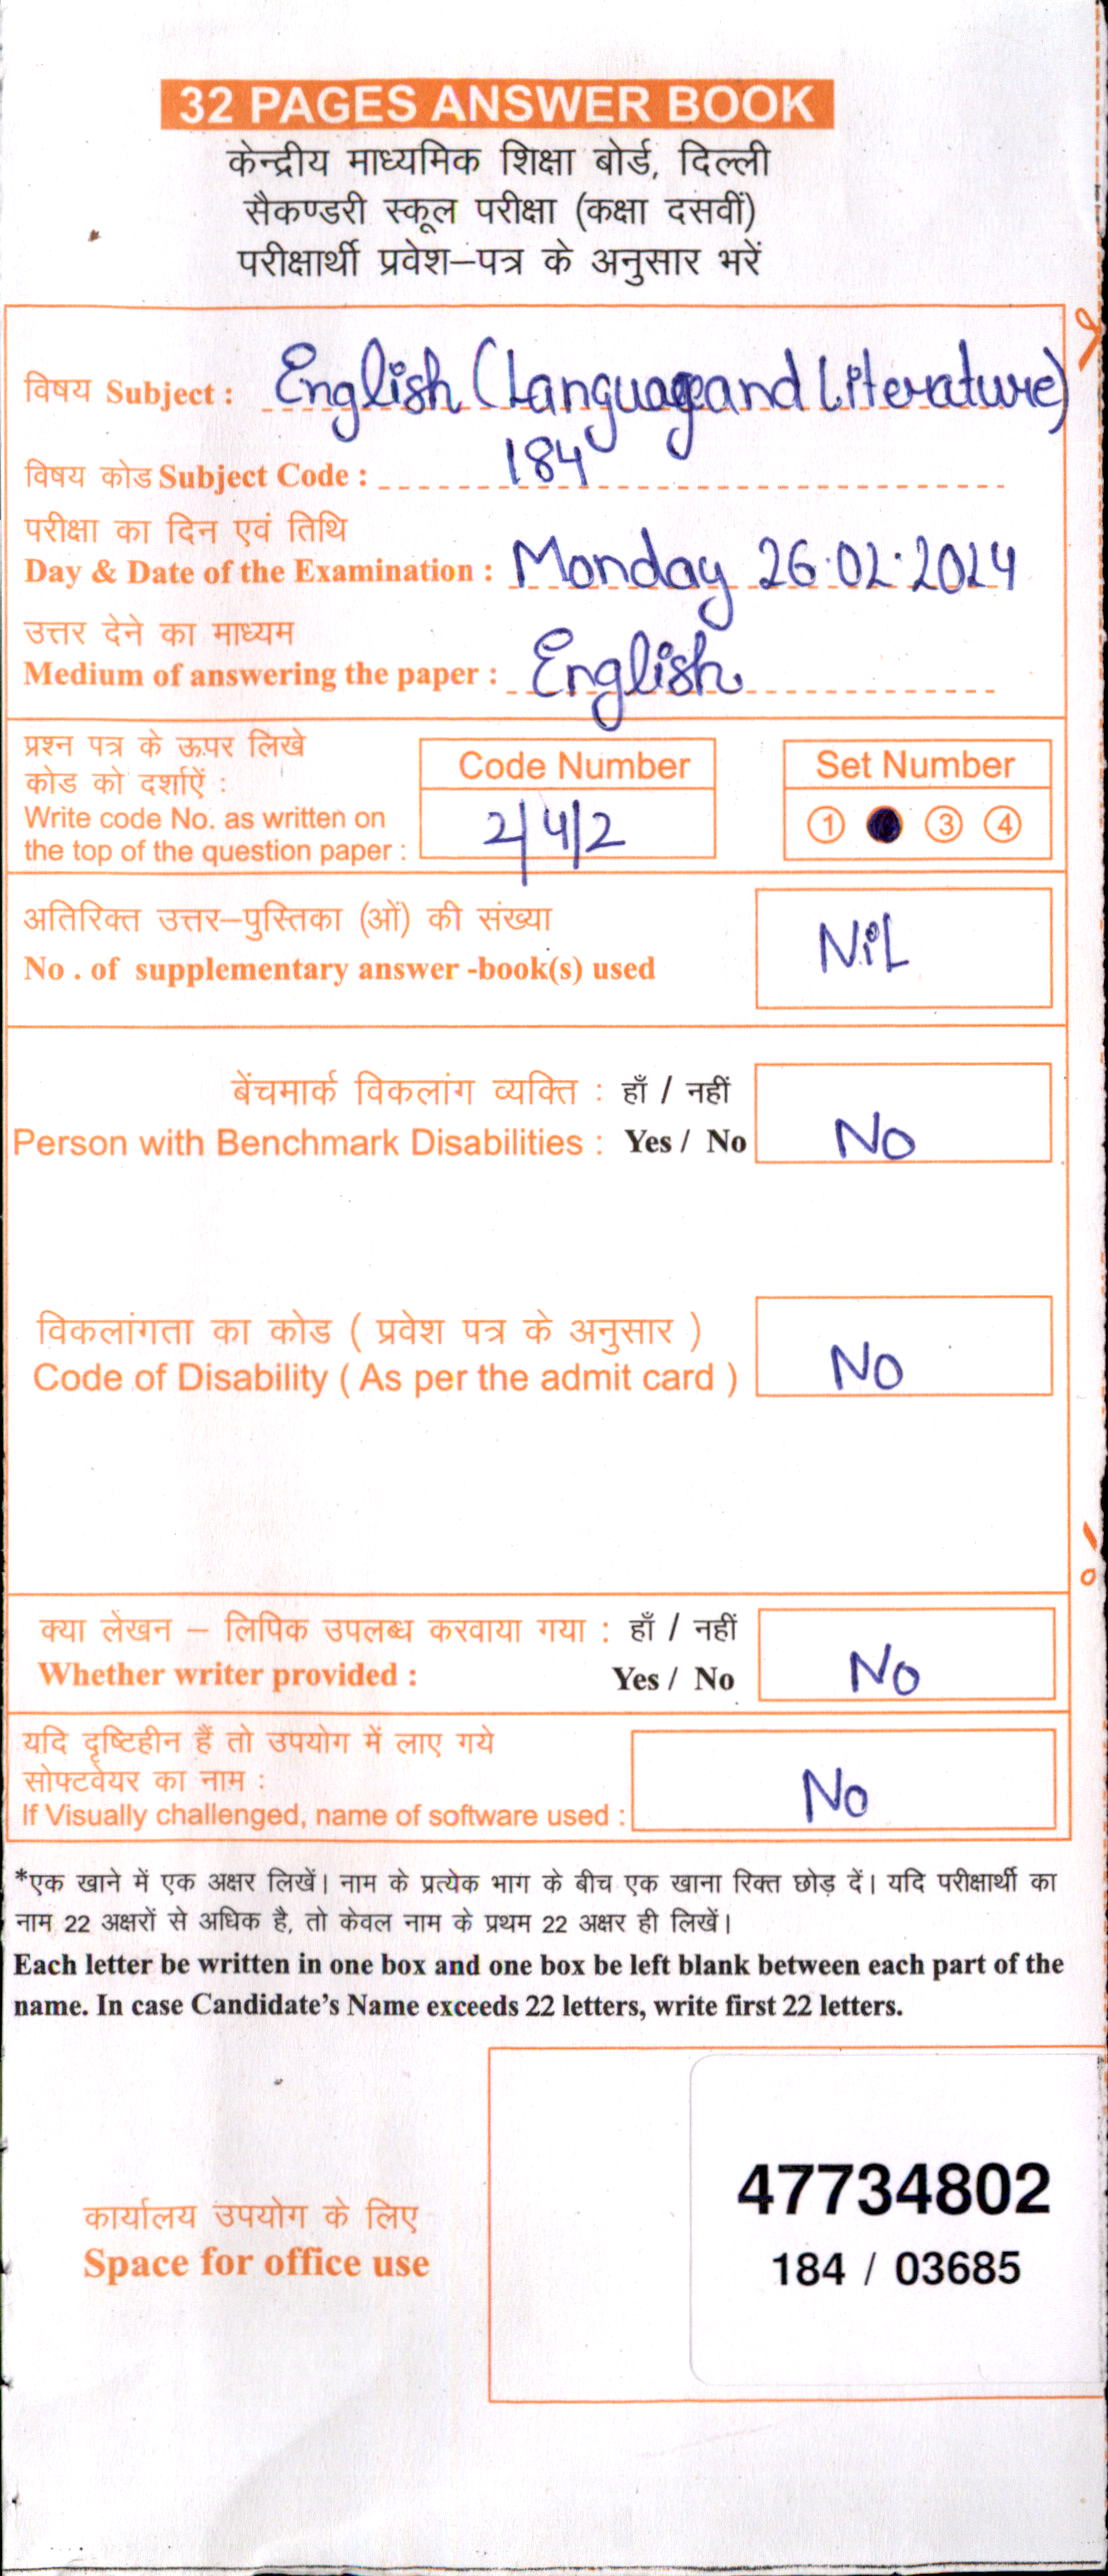 32 PAGES ANSWER BOOK
केन्द्रीय माध्यमिक शिक्षा बोर्ड, दिल्ली
सैकण्डरी स्कूल परीक्षा (कक्षा दसवीं)
परीक्षार्थी प्रवेश–पत्र के अनुसार भरें
विषय Subject : English (Language and Literature)
विषय कोड Subject Code : 184
परीक्षा का दिन एवं तिथि
Day & Date of the Examination : Monday 26.02.2024
उत्तर देने का माध्यम
Medium of answering the paper : English
प्रश्न पत्र के ऊपर लिखे
कोड को दर्शाऐं :
Write code No. as written on
the top of the question paper :
Code Number
2/4/2
Set Number
1 3 4
अतिरिक्त उत्तर–पुस्तिका (ओं) की संख्या
No . of supplementary answer -book(s) used
NiL
बेंचमार्क विकलांग व्यक्ति : हाँ / नहीं
Person with Benchmark Disabilities : Yes / No
No
विकलांगता का कोड ( प्रवेश पत्र के अनुसार )
Code of Disability ( As per the admit card )
No
क्या लेखन – लिपिक उपलब्ध करवाया गया : हाँ / नहीं
Whether writer provided : Yes / No
No
यदि दृष्टिहीन हैं तो उपयोग में लाए गये
सोफ्टवेयर का नाम :
If Visually challenged, name of software used :
No
*एक खाने में एक अक्षर लिखें। नाम के प्रत्येक भाग के बीच एक खाना रिक्त छोड़ दें। यदि परीक्षार्थी का
नाम 22 अक्षरों से अधिक है, तो केवल नाम के प्रथम 22 अक्षर ही लिखें।
Each letter be written in one box and one box be left blank between each part of the
name. In case Candidate's Name exceeds 22 letters, write first 22 letters.
कार्यालय उपयोग के लिए
Space for office use
47734802
184 / 03685